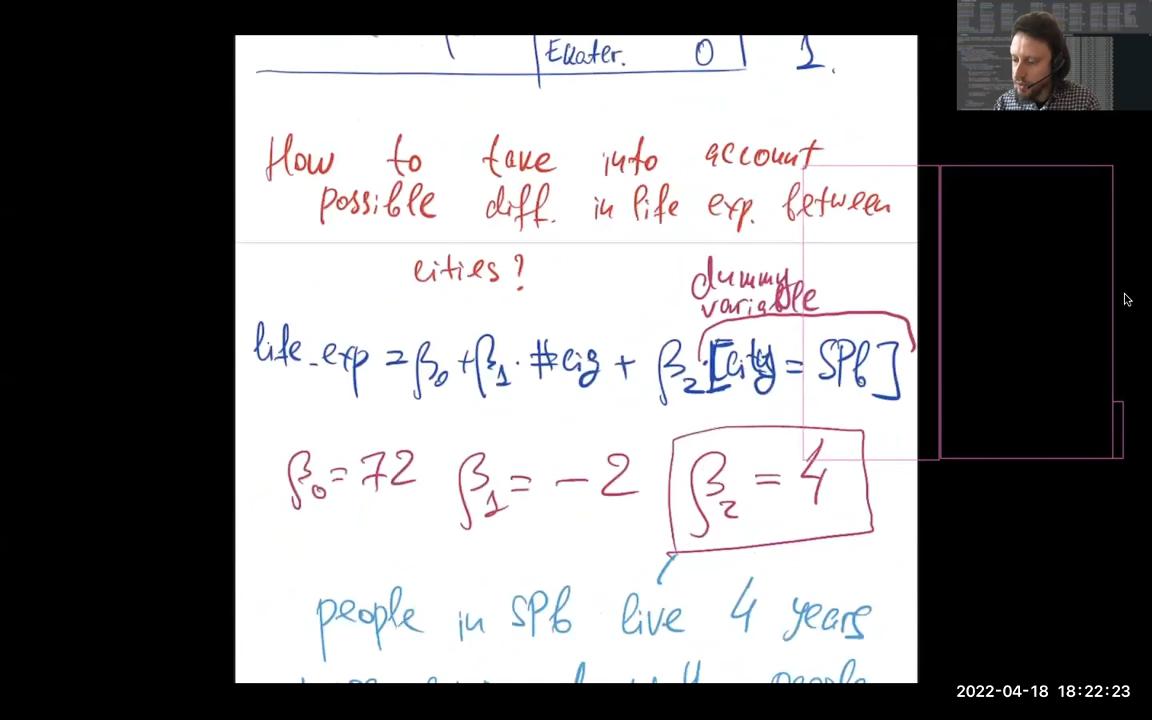 Ekater. 0 1.
How to take into account
possible diff. in life exp. between
cities?
dummy
variable
life_exp = β₀ + β₁ · #cig + β₂ · [city = SPb]
β₀ = 72 β₁ = -2 β₂ = 4
people in SPb live 4 years
people
2022-04-18 18:22:23